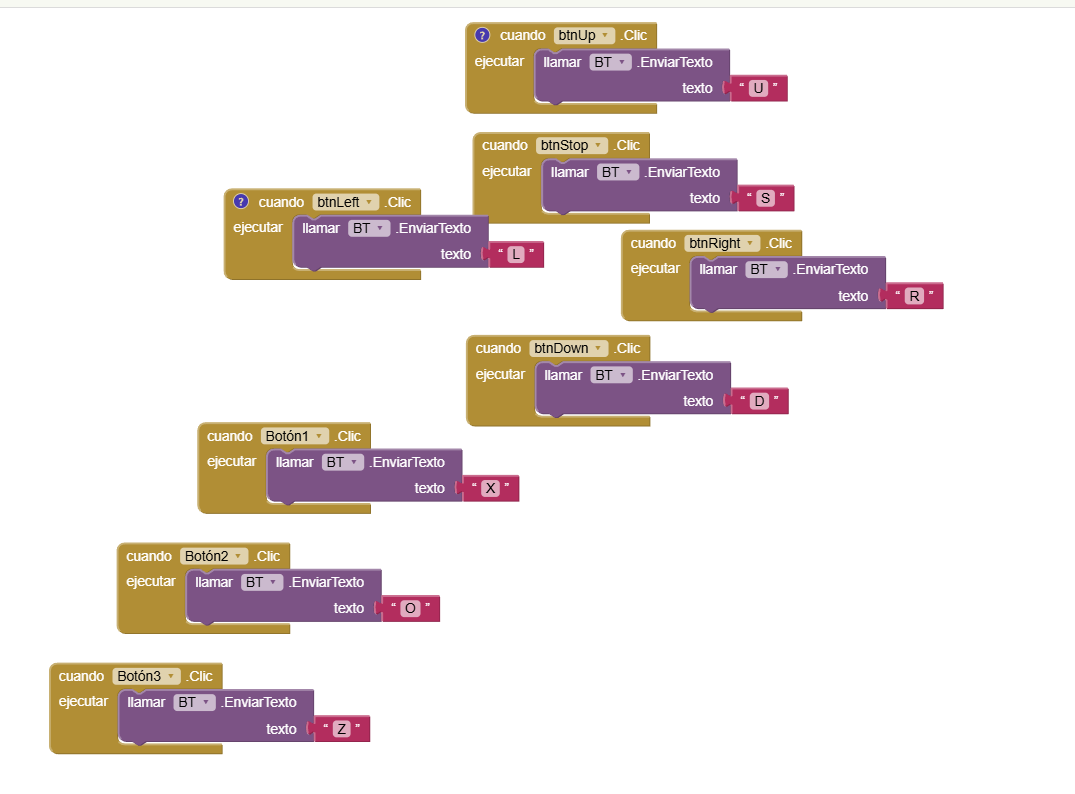 ? cuando btnUp .Clic
ejecutar llamar BT .EnviarTexto
texto " U "
cuando btnStop .Clic
ejecutar llamar BT .EnviarTexto
texto " S "
? cuando btnLeft .Clic
ejecutar llamar BT .EnviarTexto
texto " L "
cuando btnRight .Clic
ejecutar llamar BT .EnviarTexto
texto " R "
cuando btnDown .Clic
ejecutar llamar BT .EnviarTexto
texto " D "
cuando Botón1 .Clic
ejecutar llamar BT .EnviarTexto
texto " X "
cuando Botón2 .Clic
ejecutar llamar BT .EnviarTexto
texto " O "
cuando Botón3 .Clic
ejecutar llamar BT .EnviarTexto
texto " Z "